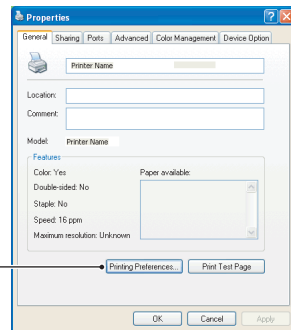 Properties
General Sharing Ports Advanced Color Management Device Option
Printer Name
Location:
Comment:
Model: Printer Name
Features
Color: Yes
Paper available:
Double-sided: No
Staple: No
Speed: 16 ppm
Maximum resolution: Unknown
Printing Preferences... Print Test Page
OK Cancel Apply